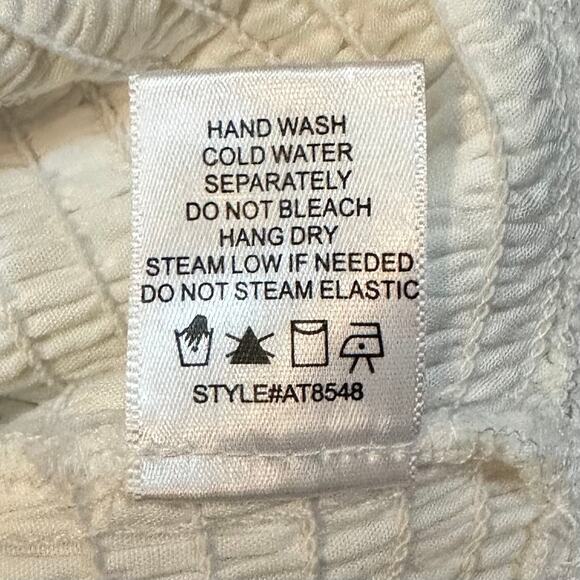 HAND WASH
COLD WATER
SEPARATELY
DO NOT BLEACH
HANG DRY
STEAM LOW IF NEEDED
DO NOT STEAM ELASTIC
STYLE#AT8548